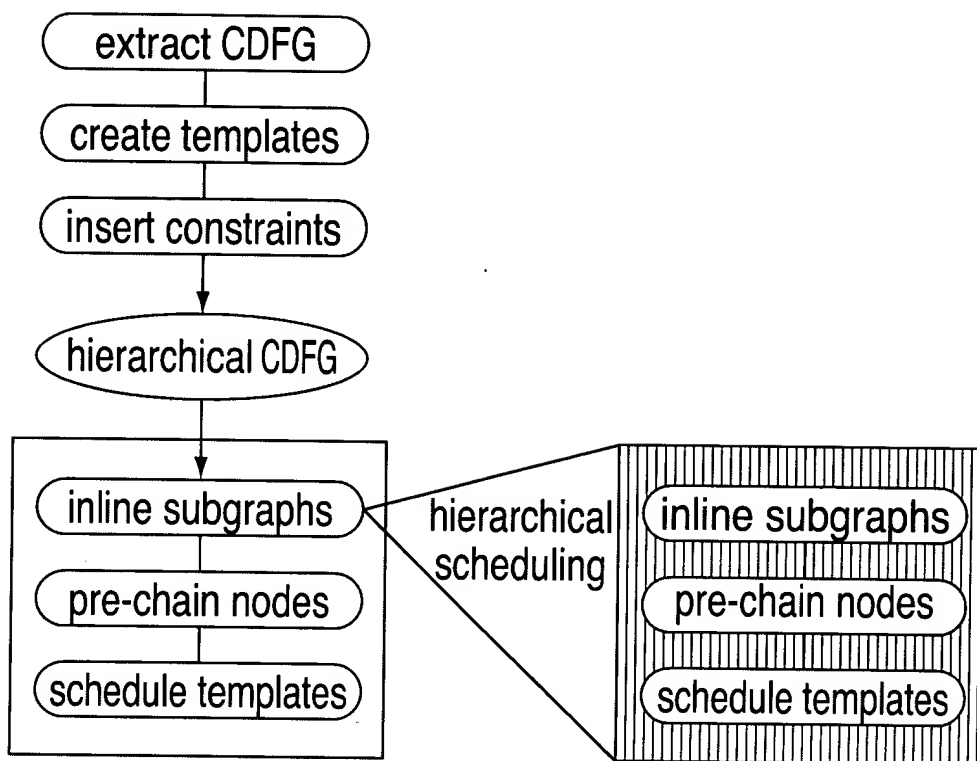 extract CDFG
create templates
insert constraints
hierarchical CDFG
inline subgraphs
pre-chain nodes
schedule templates
hierarchical
scheduling
inline subgraphs
pre-chain nodes
schedule templates